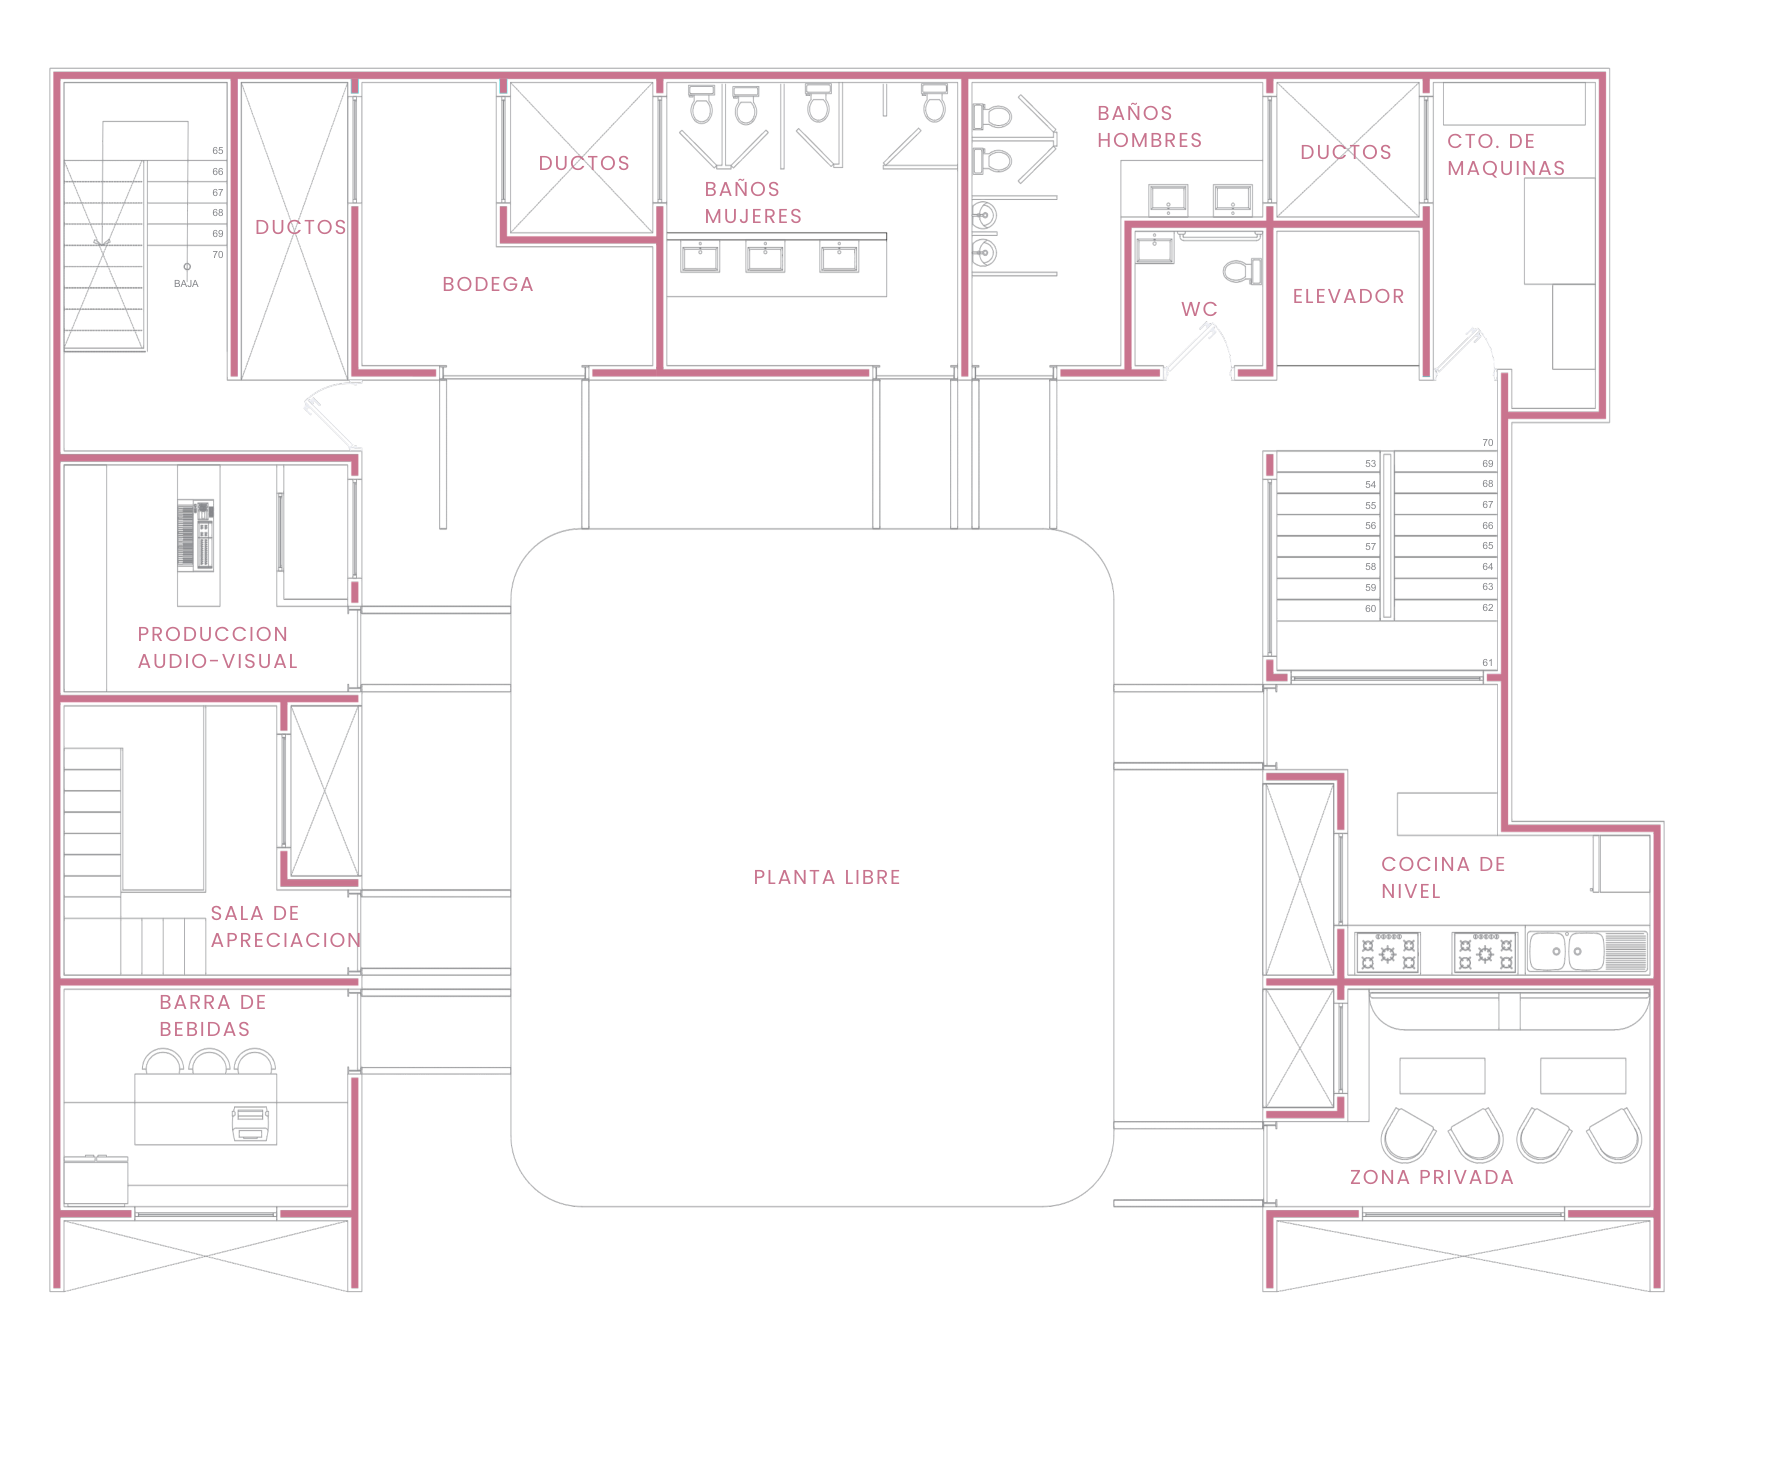 65
66
67
68
69
70
BAJA
DUCTOS
BODEGA
DUCTOS
BAÑOS
MUJERES
BAÑOS
HOMBRES
DUCTOS
CTO. DE
MAQUINAS
WC
ELEVADOR
53
54
55
56
57
58
59
60
70
69
68
67
66
65
64
63
62
61
PRODUCCION
AUDIO-VISUAL
SALA DE
APRECIACION
PLANTA LIBRE
COCINA DE
NIVEL
BARRA DE
BEBIDAS
ZONA PRIVADA